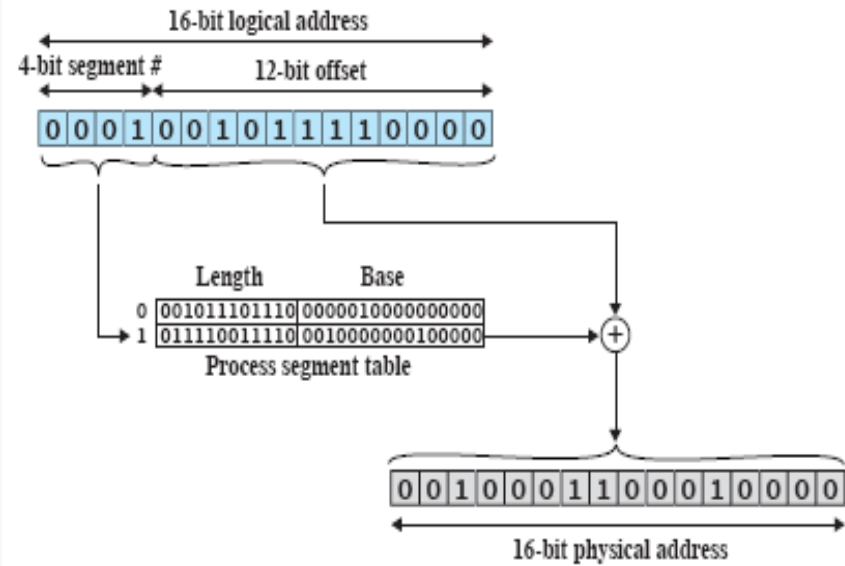 16-bit logical address
4-bit segment # 12-bit offset
0 0 0 1 0 0 1 0 1 1 1 1 0 0 0 0
Length Base
0 001011101110 0000010000000000
1 011110011110 0010000000100000
+
Process segment table
0 0 1 0 0 0 1 1 0 0 0 1 0 0 0 0
16-bit physical address